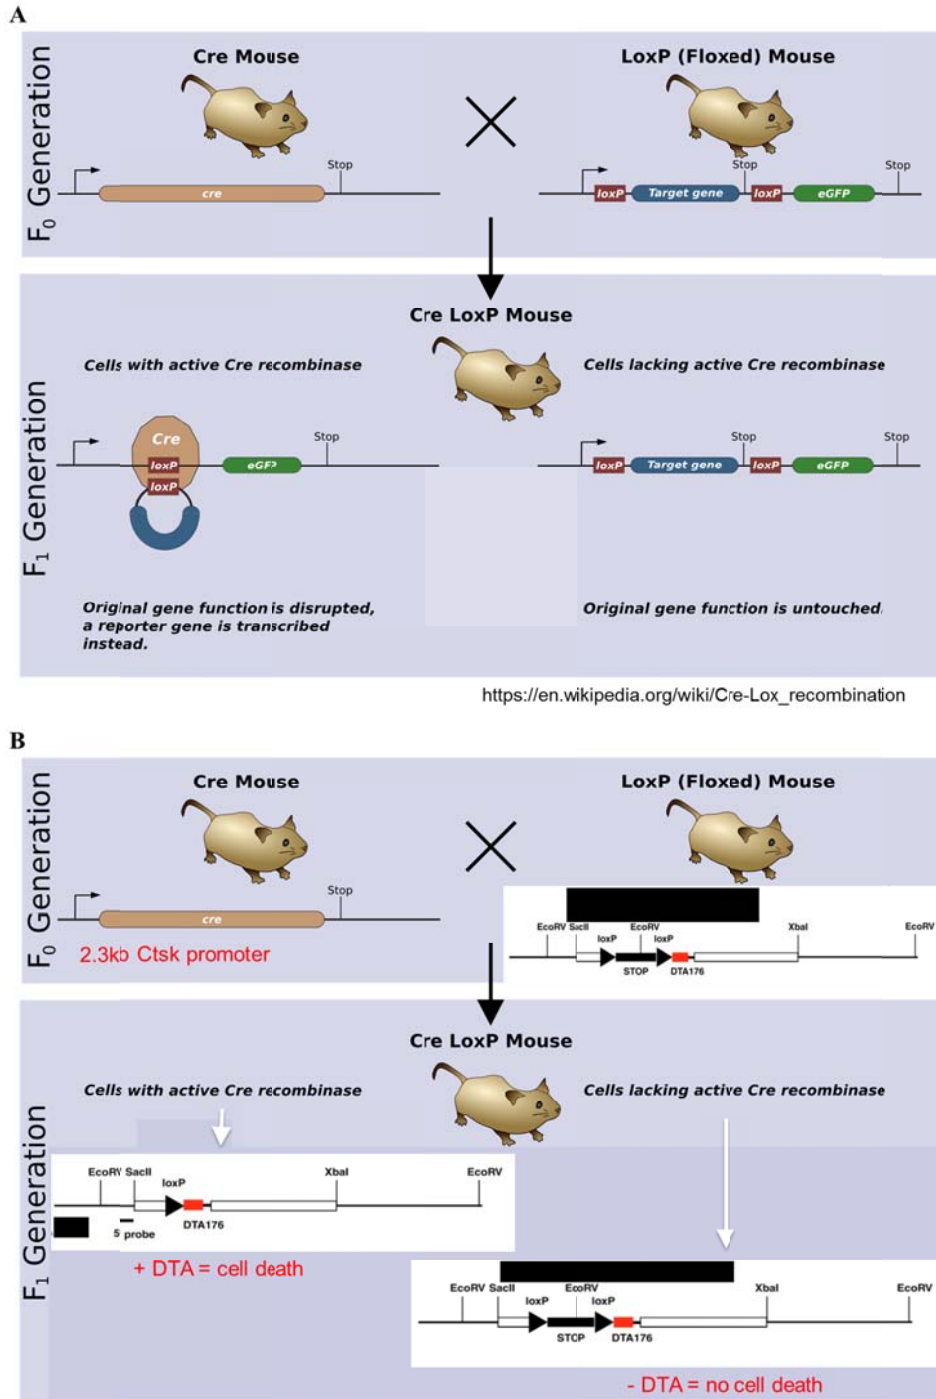 A
F0 Generation
Cre Mouse
LoxP (Floxed) Mouse
Stop
cre
Stop
Stop
loxP
Target gene
loxP
eGFP
F1 Generation
Cre LoxP Mouse
Cells with active Cre recombinase
Cells lacking active Cre recombinase
Cre
loxP
loxP
eGFP
Stop
Stop
Stop
loxP
Target gene
loxP
eGFP
Original gene function is disrupted,
a reporter gene is transcribed
instead.
Original gene function is untouched.
https://en.wikipedia.org/wiki/Cre-Lox_recombination
B
F0 Generation
Cre Mouse
LoxP (Floxed) Mouse
Stop
cre
2.3kb Ctsk promoter
EcoRV SacII EcoRV XbaI EcoRV
loxP loxP
STOP DTA176
F1 Generation
Cre LoxP Mouse
Cells with active Cre recombinase
Cells lacking active Cre recombinase
EcoRV SacII XbaI EcoRV
loxP
DTA176
5' probe
+ DTA = cell death
EcoRV SacII EcoRV XbaI EcoRV
loxP loxP
STOP DTA176
- DTA = no cell death